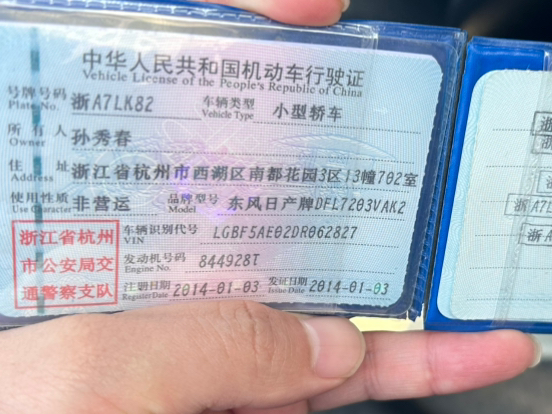 中华人民共和国机动车行驶证
Vehicle License of the People's Republic of China
号牌号码 Plate No. 浙A7LK82 车辆类型 Vehicle Type 小型轿车
所有人 Owner 孙秀春
住址 Address 浙江省杭州市西湖区南都花园3区13幢702室
使用性质 Use Character 非营运 品牌型号 Model 东风日产牌DFL7203VAK2
浙江省杭州
市公安局交
通警察支队
车辆识别代号 VIN LGBF5AE02DR062827
发动机号码 Engine No. 844928T
注册日期 Register Date 2014-01-03 发证日期 Issue Date 2014-01-03